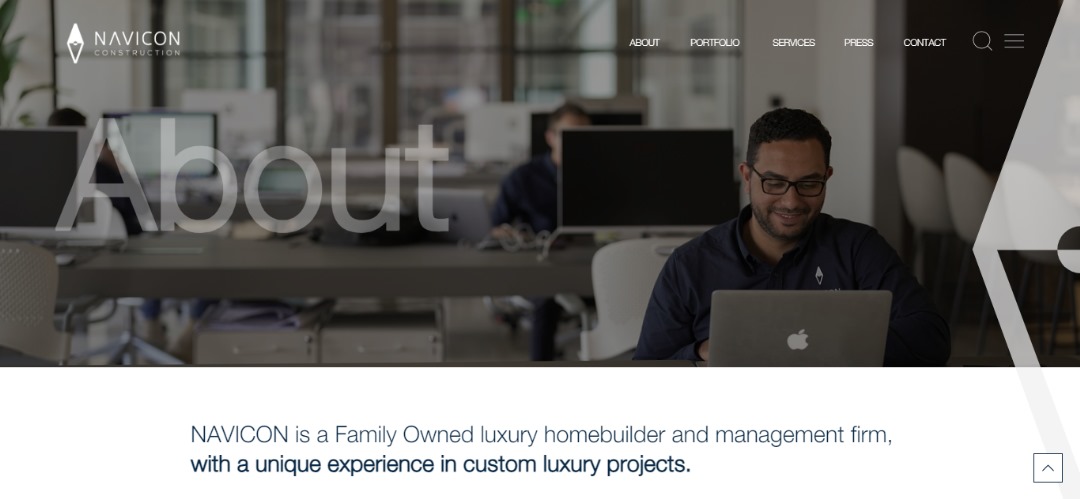 NAVICON
CONSTRUCTION
ABOUT PORTFOLIO SERVICES PRESS CONTACT
About
NAVICON is a Family Owned luxury homebuilder and management firm,
with a unique experience in custom luxury projects.